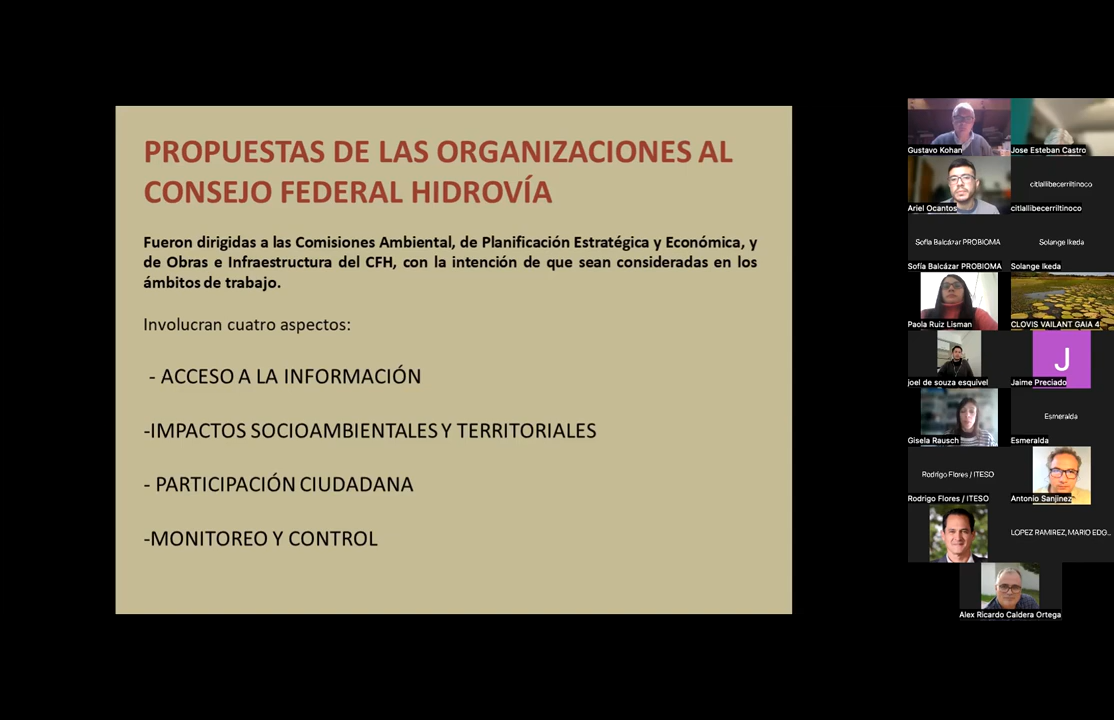 PROPUESTAS DE LAS ORGANIZACIONES AL
CONSEJO FEDERAL HIDROVÍA
Fueron dirigidas a las Comisiones Ambiental, de Planificación Estratégica y Económica, y
de Obras e Infraestructura del CFH, con la intención de que sean consideradas en los
ámbitos de trabajo.
Involucran cuatro aspectos:
- ACCESO A LA INFORMACIÓN
-IMPACTOS SOCIOAMBIENTALES Y TERRITORIALES
- PARTICIPACIÓN CIUDADANA
-MONITOREO Y CONTROL
Gustavo Kohan
Jose Esteban Castro
Ariel Ocantos
citlallibecerriltinoco
citlallibecerriltinoco
Sofía Balcázar PROBIOMA
Sofía Balcázar PROBIOMA
Solange Ikeda
Solange Ikeda
Paola Ruiz Lisman
CLOVIS VAILANT GAIA 4
joel de souza esquivel
J
Jaime Preciado
Gisela Rausch
Esmeralda
Esmeralda
Rodrigo Flores / ITESO
Rodrigo Flores / ITESO
Antonio Sanjinez
LOPEZ RAMIREZ, MARIO EDG...
Alex Ricardo Caldera Ortega